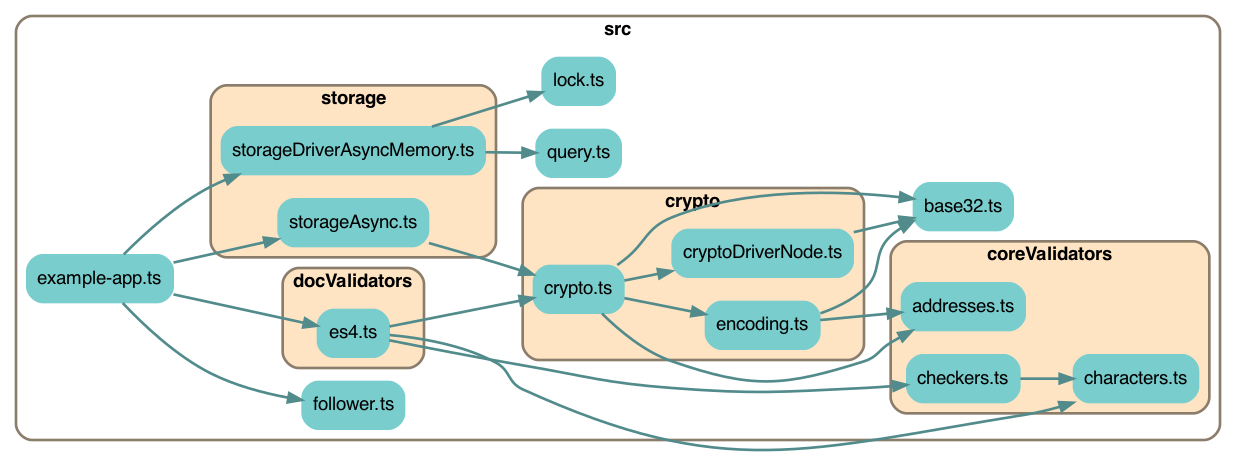 src
lock.ts
storage
storageDriverAsyncMemory.ts
query.ts
storageAsync.ts
crypto
base32.ts
cryptoDriverNode.ts
coreValidators
example-app.ts
docValidators
crypto.ts
addresses.ts
es4.ts
encoding.ts
checkers.ts
characters.ts
follower.ts